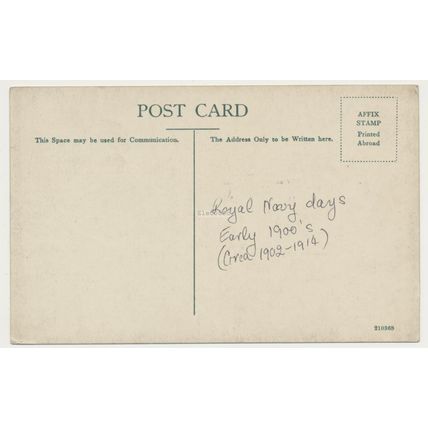 POST CARD
This Space may be used for Communication.
The Address Only to be Written here.
AFFIX
STAMP
Printed
Abroad
Royal Navy days
Early 1900's
(Circa 1902-1914)
210368